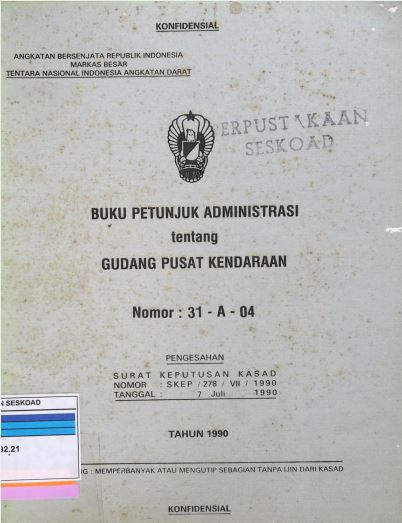 KONFIDENSIAL
ANGKATAN BERSENJATA REPUBLIK INDONESIA
MARKAS BESAR
TENTARA NASIONAL INDONESIA ANGKATAN DARAT
PERPUSTAKAAN
SESKOAD
BUKU PETUNJUK ADMINISTRASI
tentang
GUDANG PUSAT KENDARAAN
Nomor : 31 - A - 04
PENGESAHAN
SURAT KEPUTUSAN KASAD
NOMOR : SKEP / 278 / VII / 1990
TANGGAL : 7 Juli 1990
N SESKOAD
92.21
TAHUN 1990
NG : MEMPERBANYAK ATAU MENGUTIP SEBAGIAN TANPA IJIN DARI KASAD
KONFIDENSIAL